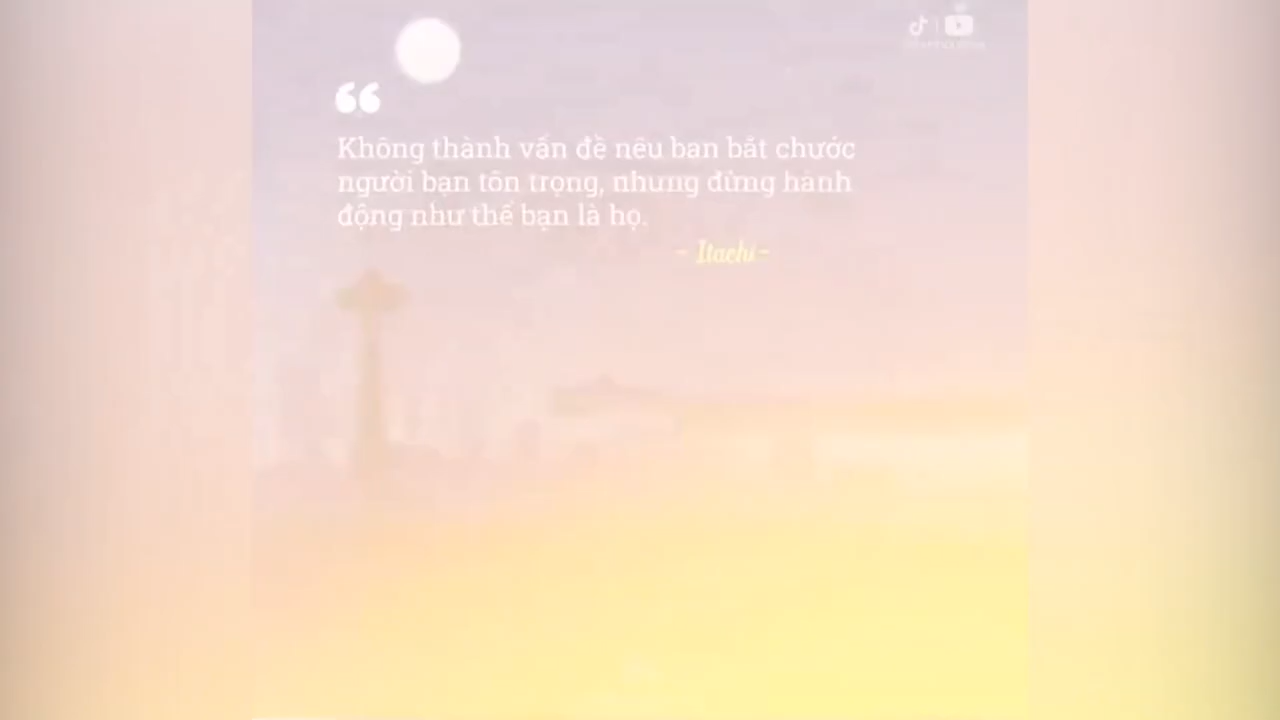 “
Không thành vấn đề nếu bạn bắt chước
người bạn tôn trọng, nhưng đừng hành
động như thể bạn là họ.
- Itachi -